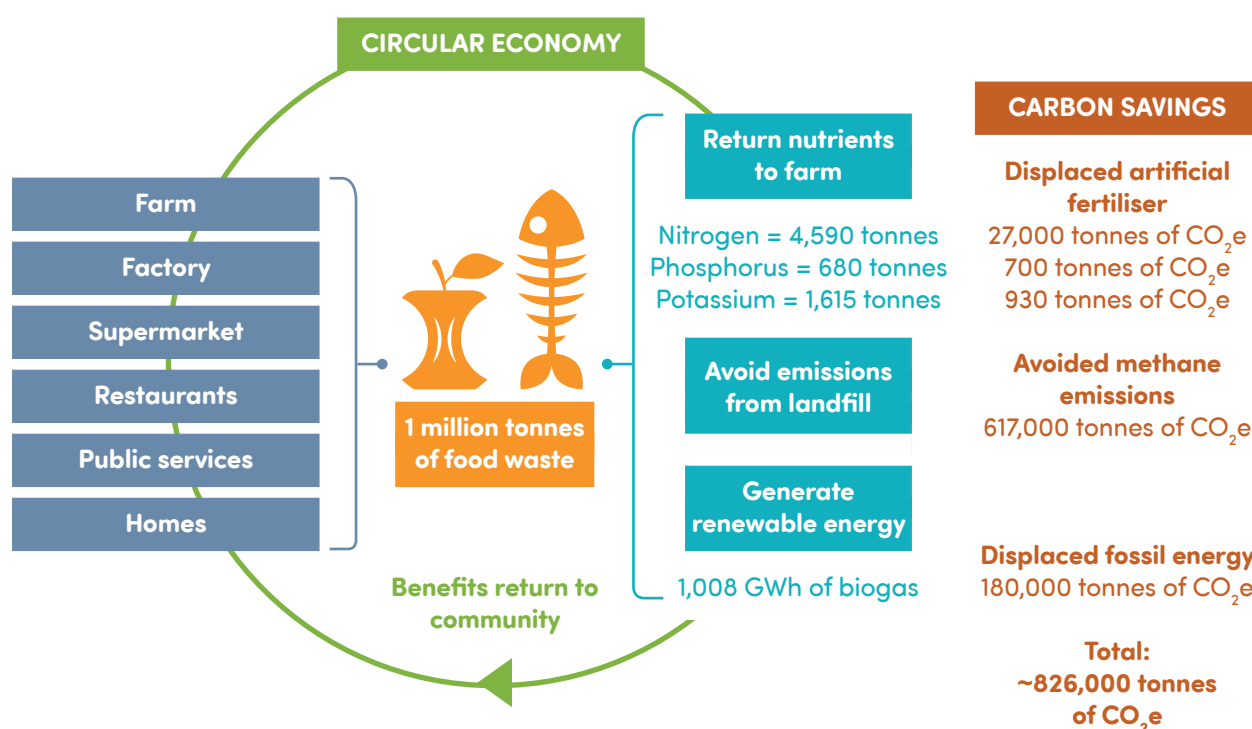 CIRCULAR ECONOMY
Farm
Factory
Supermarket
Restaurants
Public services
Homes
1 million tonnes
of food waste
Benefits return to
community
Return nutrients
to farm
Nitrogen = 4,590 tonnes
Phosphorus = 680 tonnes
Potassium = 1,615 tonnes
Avoid emissions
from landfill
Generate
renewable energy
1,008 GWh of biogas
CARBON SAVINGS
Displaced artificial
fertiliser
27,000 tonnes of CO₂e
700 tonnes of CO₂e
930 tonnes of CO₂e
Avoided methane
emissions
617,000 tonnes of CO₂e
Displaced fossil energy
180,000 tonnes of CO₂e
Total:
~826,000 tonnes
of CO₂e